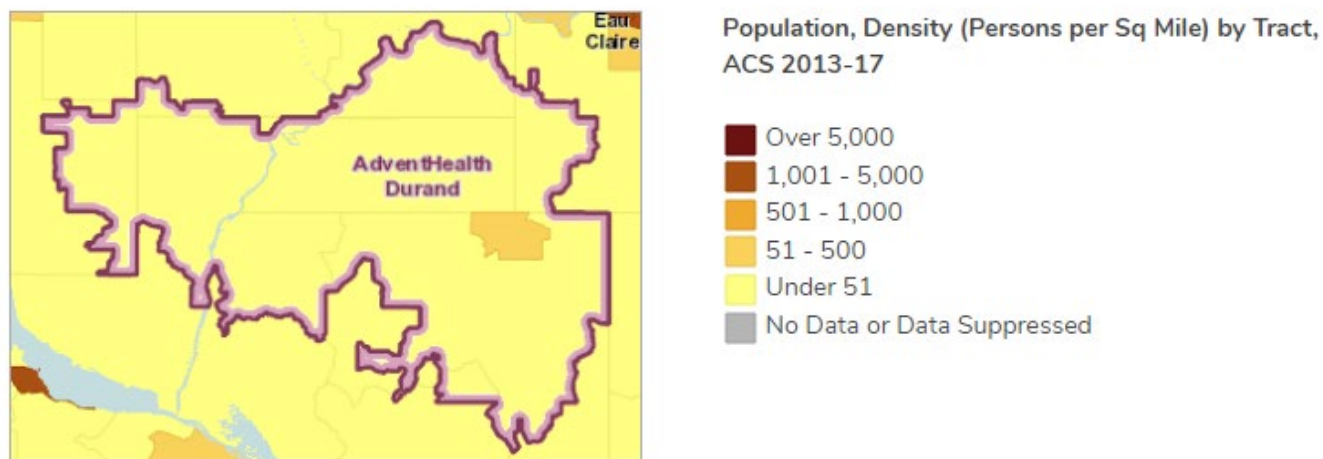 Eau
Claire
AdventHealth
Durand
Population, Density (Persons per Sq Mile) by Tract,
ACS 2013-17
Over 5,000
1,001 - 5,000
501 - 1,000
51 - 500
Under 51
No Data or Data Suppressed